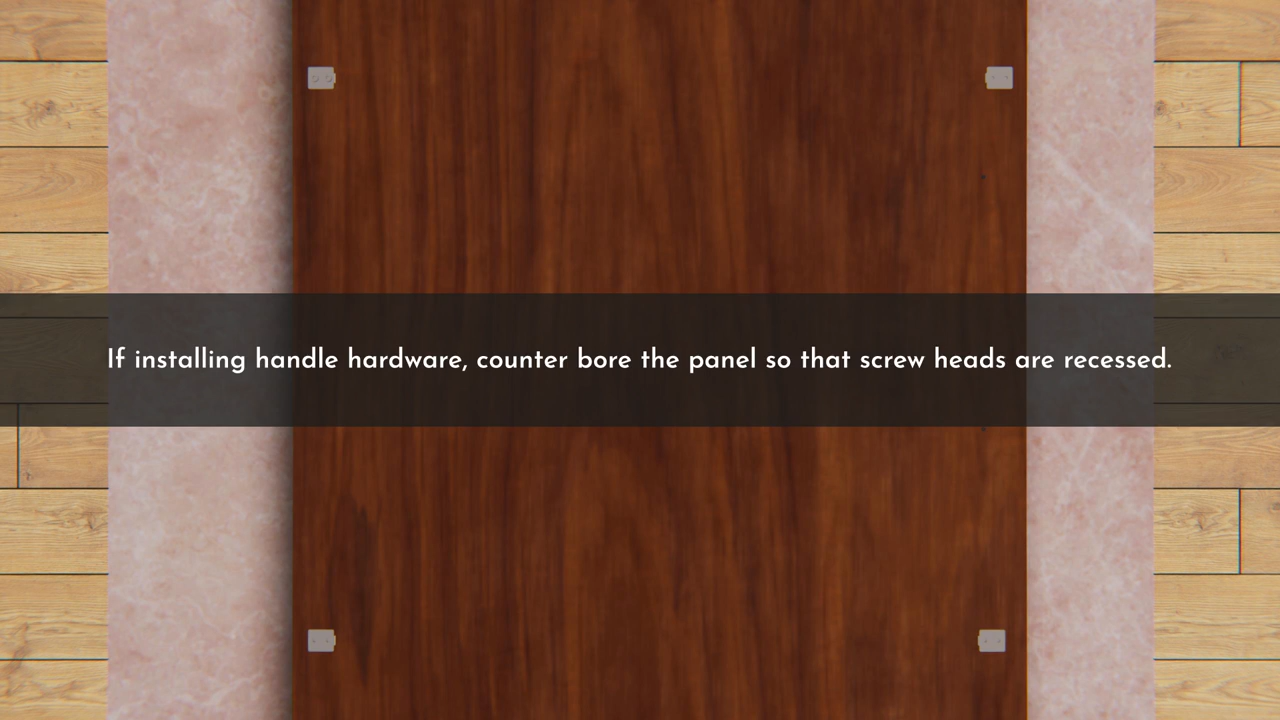 If installing handle hardware, counter bore the panel so that screw heads are recessed.